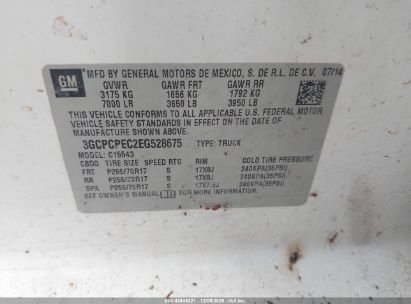 GM MFD BY GENERAL MOTORS DE MEXICO, S. DE R.L. DE C.V. 07/14
GVWR GAWR FRT GAWR RR
3175 KG 1656 KG 1792 KG
7000 LB 3650 LB 3950 LB
THIS VEHICLE CONFORMS TO ALL APPLICABLE U.S. FEDERAL MOTOR
VEHICLE SAFETY STANDARDS IN EFFECT ON THE DATE OF
MANUFACTURE SHOWN ABOVE.
3GCPCPEC2EG528675 TYPE: TRUCK
MODEL: C15543
CBTD TIRE SIZE SPEED RTG RIM COLD TIRE PRESSURE
FRT P255/70R17 S 17X8J 240KPA(35PSI)
RR P255/70R17 S 17X8J 240KPA(35PSI)
SPA P255/70R17 S 17X7.5J 240KPA(35PSI)
SEE OWNER'S MANUAL FOR MORE INFORMATION.